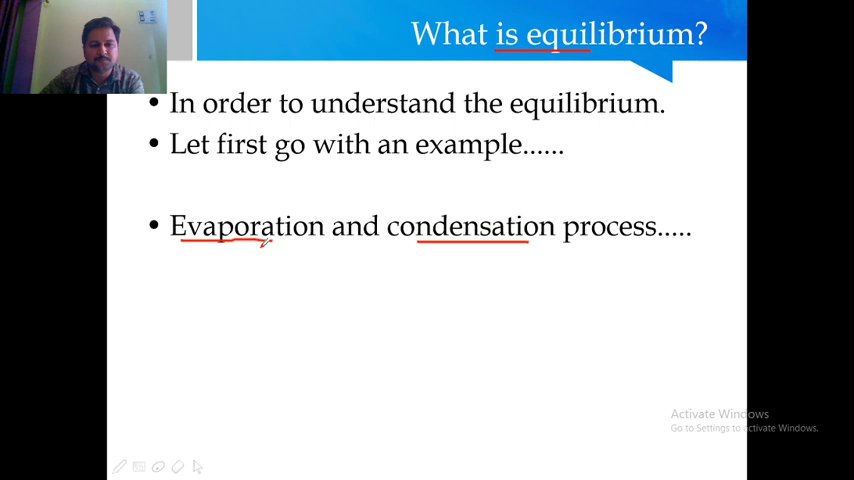 What is equilibrium?
• In order to understand the equilibrium.
• Let first go with an example......
• Evaporation and condensation process.....
Activate Windows
Go to Settings to activate Windows.